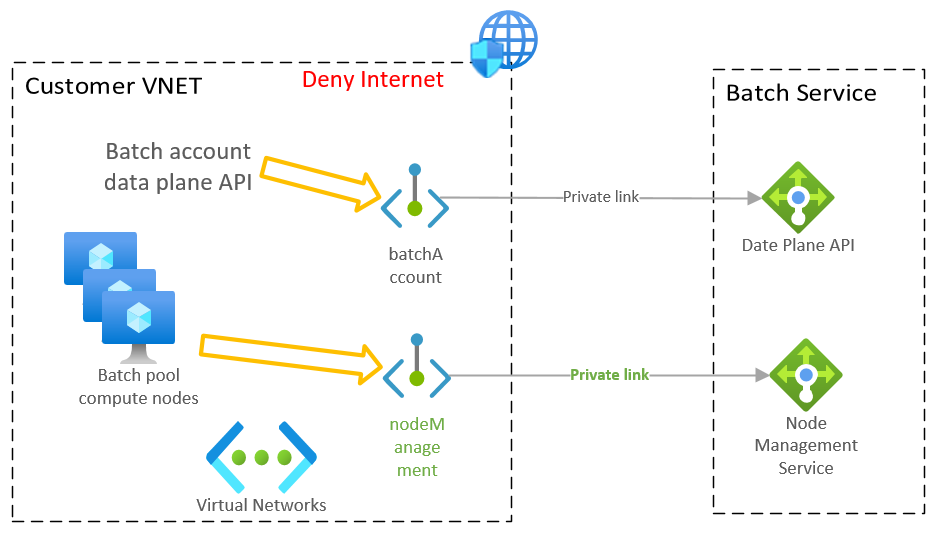 Customer VNET
Deny Internet
Batch Service
Batch account
data plane API
Private link
batchA
ccount
Date Plane API
Batch pool
compute nodes
Private link
nodeM
anage
ment
Node
Management
Service
Virtual Networks